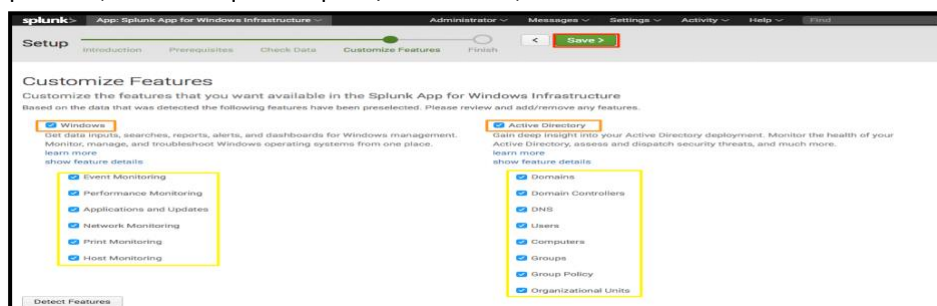 splunk> App: Splunk App for Windows Infrastructure Administrator Messages Settings Activity Help Find
Setup Introduction Prerequisites Check Data Customize Features Finish < Save >
Customize Features
Customize the features that you want available in the Splunk App for Windows Infrastructure
Based on the data that was detected the following features have been preselected. Please review and add/remove any features.
Windows
Get data inputs, searches, reports, alerts, and dashboards for Windows management.
Monitor, manage, and troubleshoot Windows operating systems from one place.
learn more
show feature details
Event Monitoring
Performance Monitoring
Applications and Updates
Network Monitoring
Print Monitoring
Host Monitoring
Active Directory
Gain deep insight into your Active Directory deployment. Monitor the health of your
Active Directory, assess and dispatch security threats, and much more.
learn more
show feature details
Domains
Domain Controllers
DNS
Users
Computers
Groups
Group Policy
Organizational Units
Detect Features